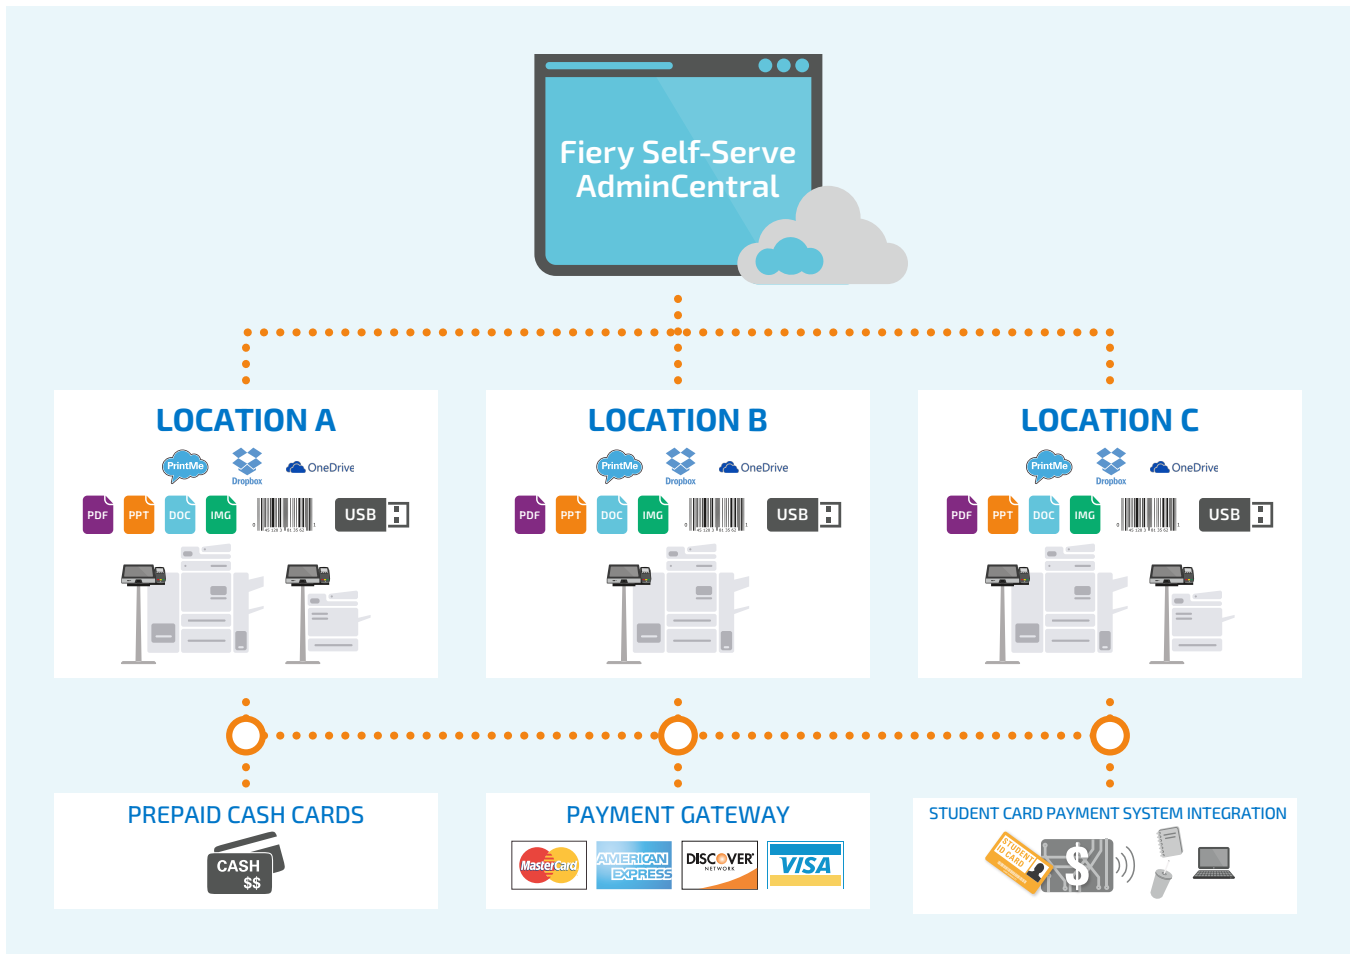 Fiery Self-Serve
AdminCentral
LOCATION A
PrintMe
Dropbox
OneDrive
PDF
PPT
DOC
IMG
USB
LOCATION B
PrintMe
Dropbox
OneDrive
PDF
PPT
DOC
IMG
USB
LOCATION C
PrintMe
Dropbox
OneDrive
PDF
PPT
DOC
IMG
USB
PREPAID CASH CARDS
CASH
$$
PAYMENT GATEWAY
MasterCard
AMERICAN
EXPRESS
DISCOVER
NETWORK
VISA
STUDENT CARD PAYMENT SYSTEM INTEGRATION
STUDENT
ID CARD
$